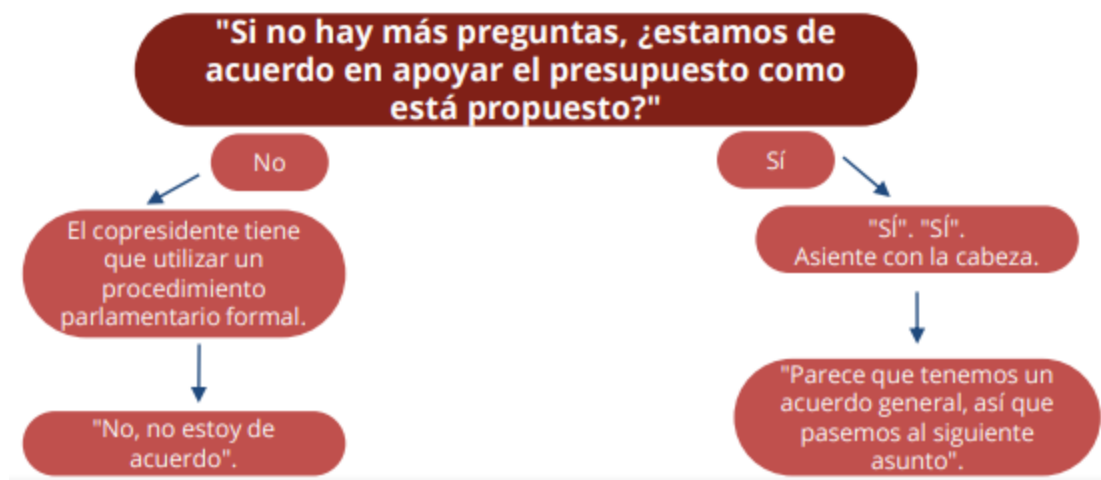 "Si no hay más preguntas, ¿estamos de
acuerdo en apoyar el presupuesto como
está propuesto?"
No
El copresidente tiene
que utilizar un
procedimiento
parlamentario formal.
"No, no estoy de
acuerdo".
Sí
"SÍ". "SÍ".
Asiente con la cabeza.
"Parece que tenemos un
acuerdo general, así que
pasemos al siguiente
asunto".